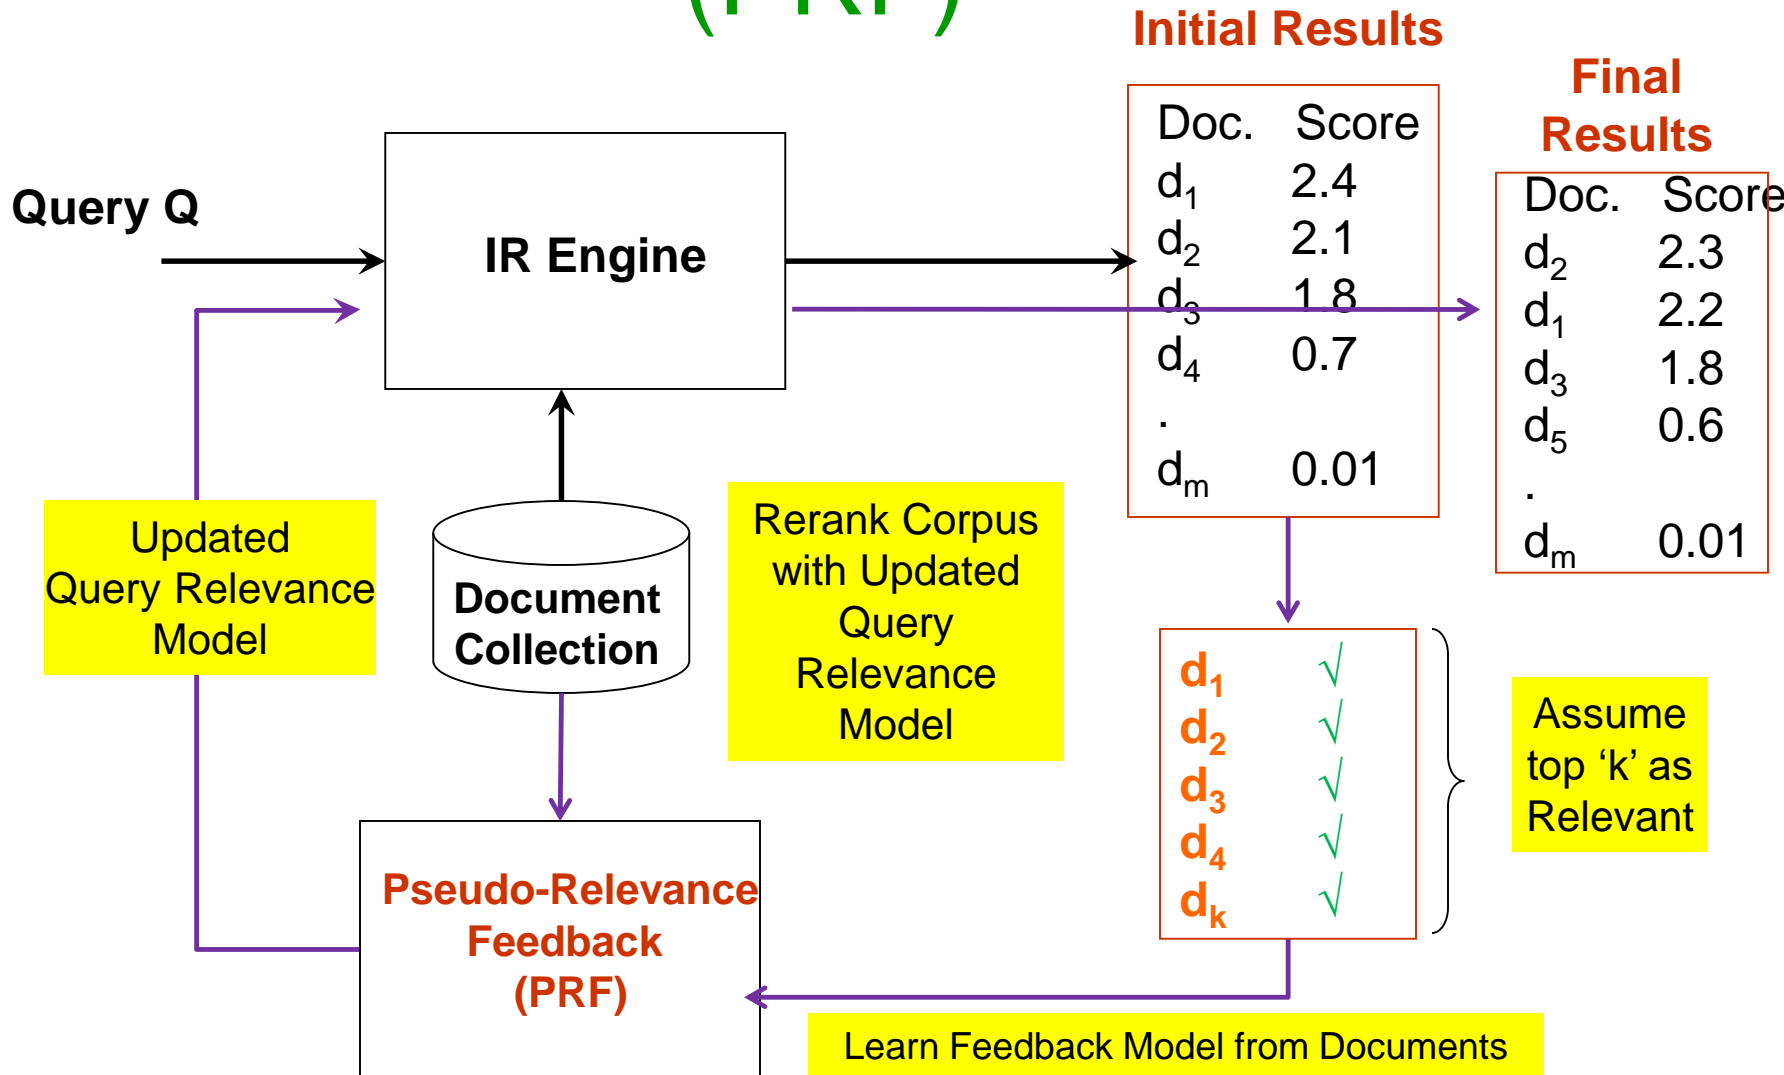 (PRF)
Initial Results
Doc. Score
d1 2.4
d2 2.1
d3 1.8
d4 0.7
.
dm 0.01
Final
Results
Doc. Score
d2 2.3
d1 2.2
d3 1.8
d5 0.6
.
dm 0.01
Query Q
IR Engine
Updated
Query Relevance
Model
Document
Collection
Rerank Corpus
with Updated
Query
Relevance
Model
d1 √
d2 √
d3 √
d4 √
dk √
Assume
top ‘k’ as
Relevant
Pseudo-Relevance
Feedback
(PRF)
Learn Feedback Model from Documents